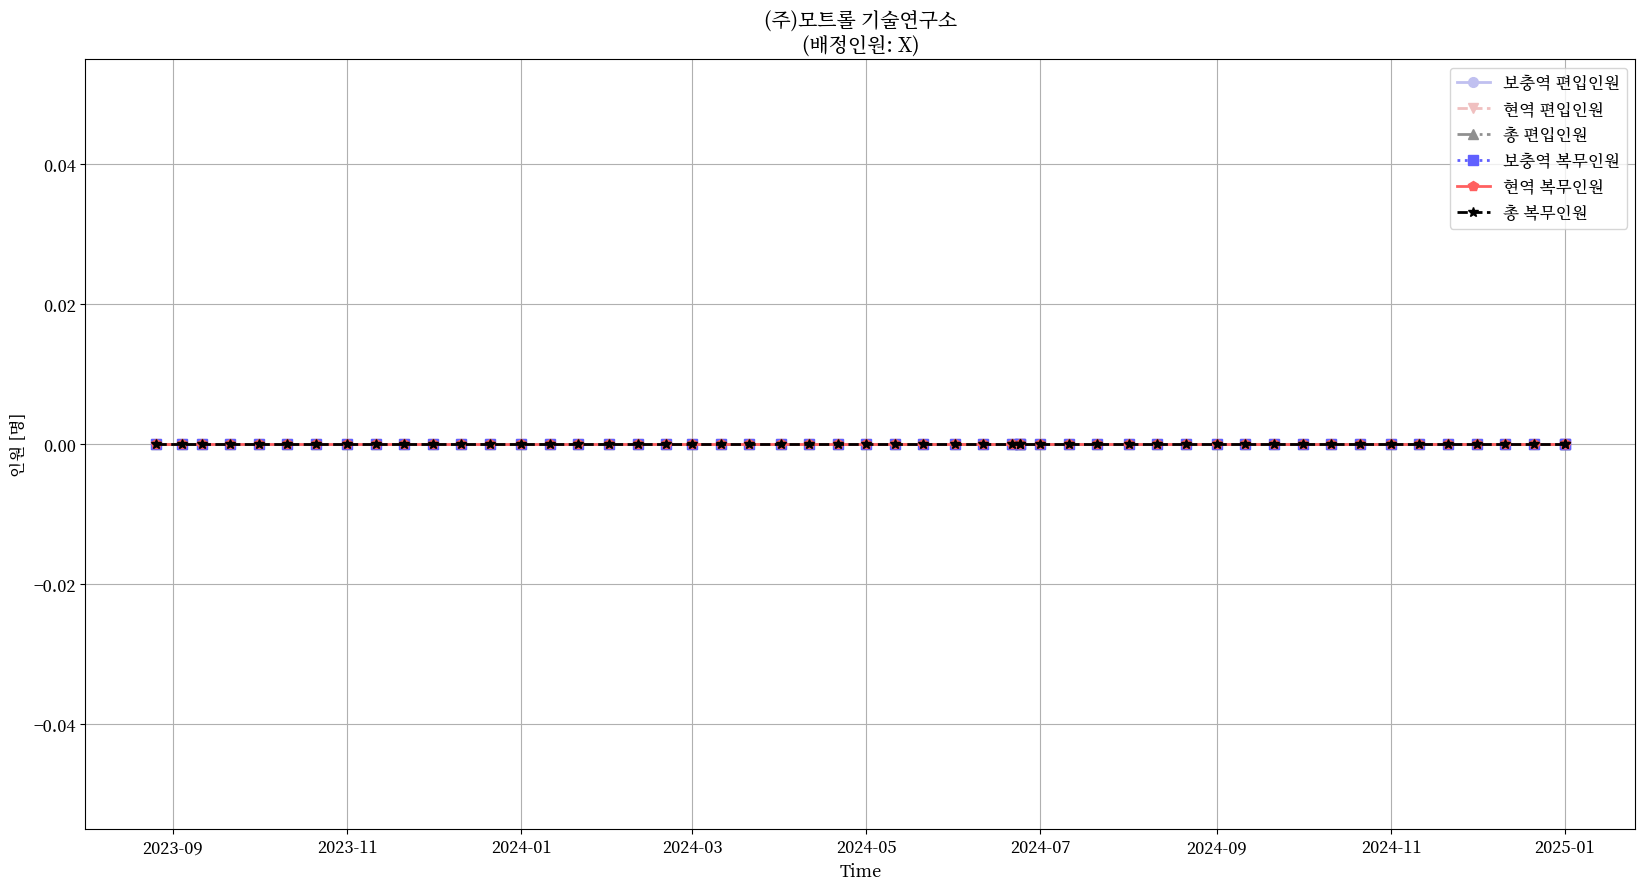 (주)모트롤 기술연구소
(배정인원: X)
보충역 편입인원
현역 편입인원
총 편입인원
보충역 복무인원
현역 복무인원
총 복무인원
0.04
0.02
0.00
−0.02
−0.04
인원 [명]
2023-09
2023-11
2024-01
2024-03
2024-05
2024-07
2024-09
2024-11
2025-01
Time